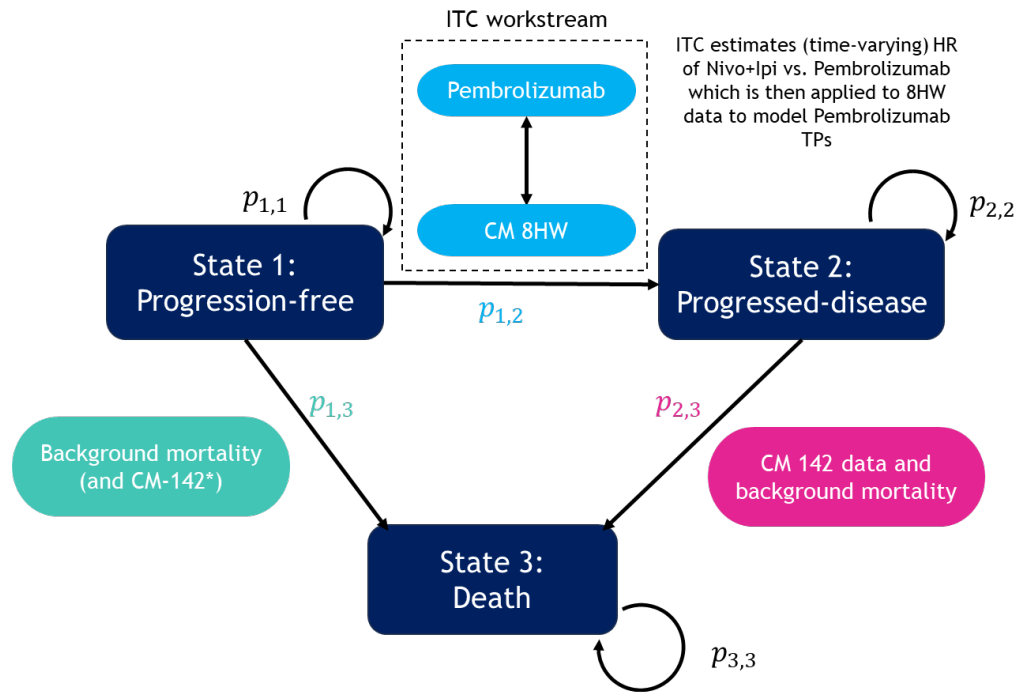 ITC workstream
ITC estimates (time-varying) HR
of Nivo+Ipi vs. Pembrolizumab
which is then applied to 8HW
data to model Pembrolizumab
TPs
Pembrolizumab
CM 8HW
p1,1
p2,2
State 1:
Progression-free
State 2:
Progressed-disease
p1,2
p1,3
p2,3
Background mortality
(and CM-142*)
CM 142 data and
background mortality
State 3:
Death
p3,3